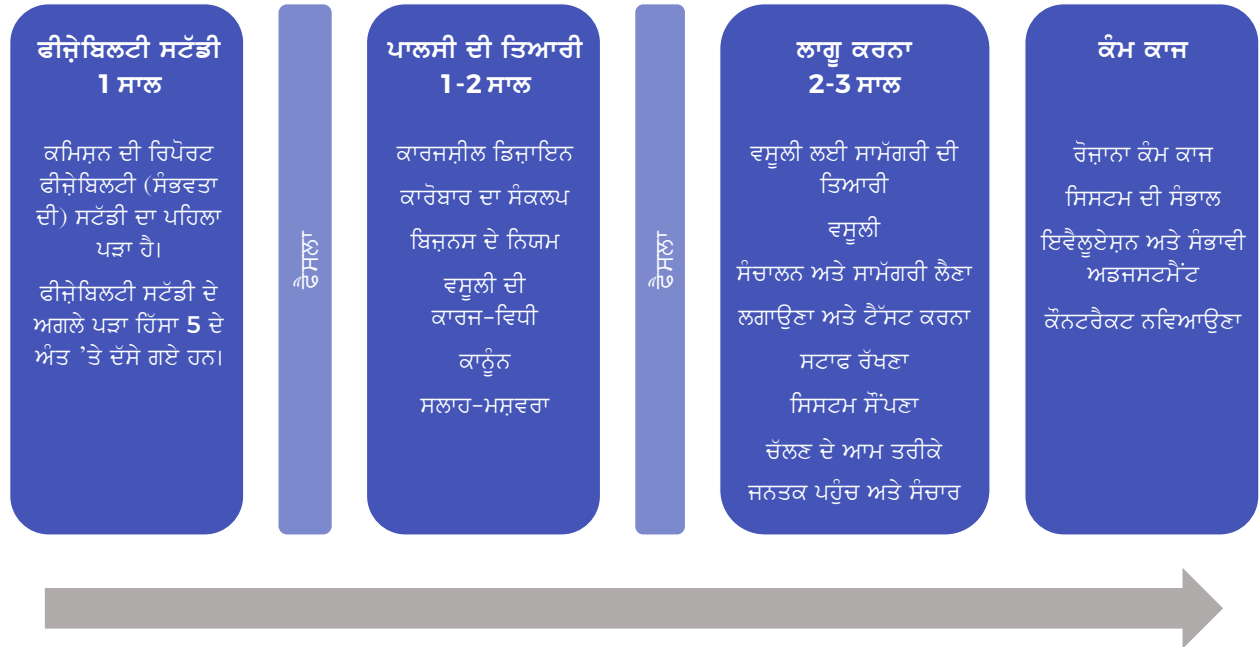 ਫੀਜ਼ੇਬਿਲਟੀ ਸਟੱਡੀ
1 ਸਾਲ
ਕਮਿਸ਼ਨ ਦੀ ਰਿਪੋਰਟ
ਫੀਜ਼ੇਬਿਲਟੀ (ਸੰਭਵਤਾ
ਦੀ) ਸਟੱਡੀ ਦਾ ਪਹਿਲਾ
ਪੜਾ ਹੈ।
ਫੀਜ਼ੇਬਿਲਟੀ ਸਟੱਡੀ ਦੇ
ਅਗਲੇ ਪੜਾ ਹਿੱਸਾ 5 ਦੇ
ਅੰਤ 'ਤੇ ਦੱਸੇ ਗਏ ਹਨ।
ਫੈਸਲਾ
ਪਾਲਸੀ ਦੀ ਤਿਆਰੀ
1-2 ਸਾਲ
ਕਾਰਜਸ਼ੀਲ ਡਿਜ਼ਾਇਨ
ਕਾਰੋਬਾਰ ਦਾ ਸੰਕਲਪ
ਬਿਜ਼ਨਸ ਦੇ ਨਿਯਮ
ਵਸੂਲੀ ਦੀ
ਕਾਰਜ-ਵਿਧੀ
ਕਾਨੂੰਨ
ਸਲਾਹ-ਮਸ਼ਵਰਾ
ਫੈਸਲਾ
ਲਾਗੂ ਕਰਨਾ
2-3 ਸਾਲ
ਵਸੂਲੀ ਲਈ ਸਾਮੱਗਰੀ ਦੀ
ਤਿਆਰੀ
ਵਸੂਲੀ
ਸੰਚਾਲਨ ਅਤੇ ਸਾਮੱਗਰੀ ਲੈਣਾ
ਲਗਾਉਣਾ ਅਤੇ ਟੈੱਸਟ ਕਰਨਾ
ਸਟਾਫ ਰੱਖਣਾ
ਸਿਸਟਮ ਸੌਂਪਣਾ
ਚੱਲਣ ਦੇ ਆਮ ਤਰੀਕੇ
ਜਨਤਕ ਪਹੁੰਚ ਅਤੇ ਸੰਚਾਰ
ਕੰਮ ਕਾਜ
ਰੋਜ਼ਾਨਾ ਕੰਮ ਕਾਜ
ਸਿਸਟਮ ਦੀ ਸੰਭਾਲ
ਇਵੈਲੂਏਸ਼ਨ ਅਤੇ ਸੰਭਾਵੀ
ਅਡਜਸਟਮੈਂਟ
ਕੌਨਟਰੈਕਟ ਨਵਿਆਉਣਾ